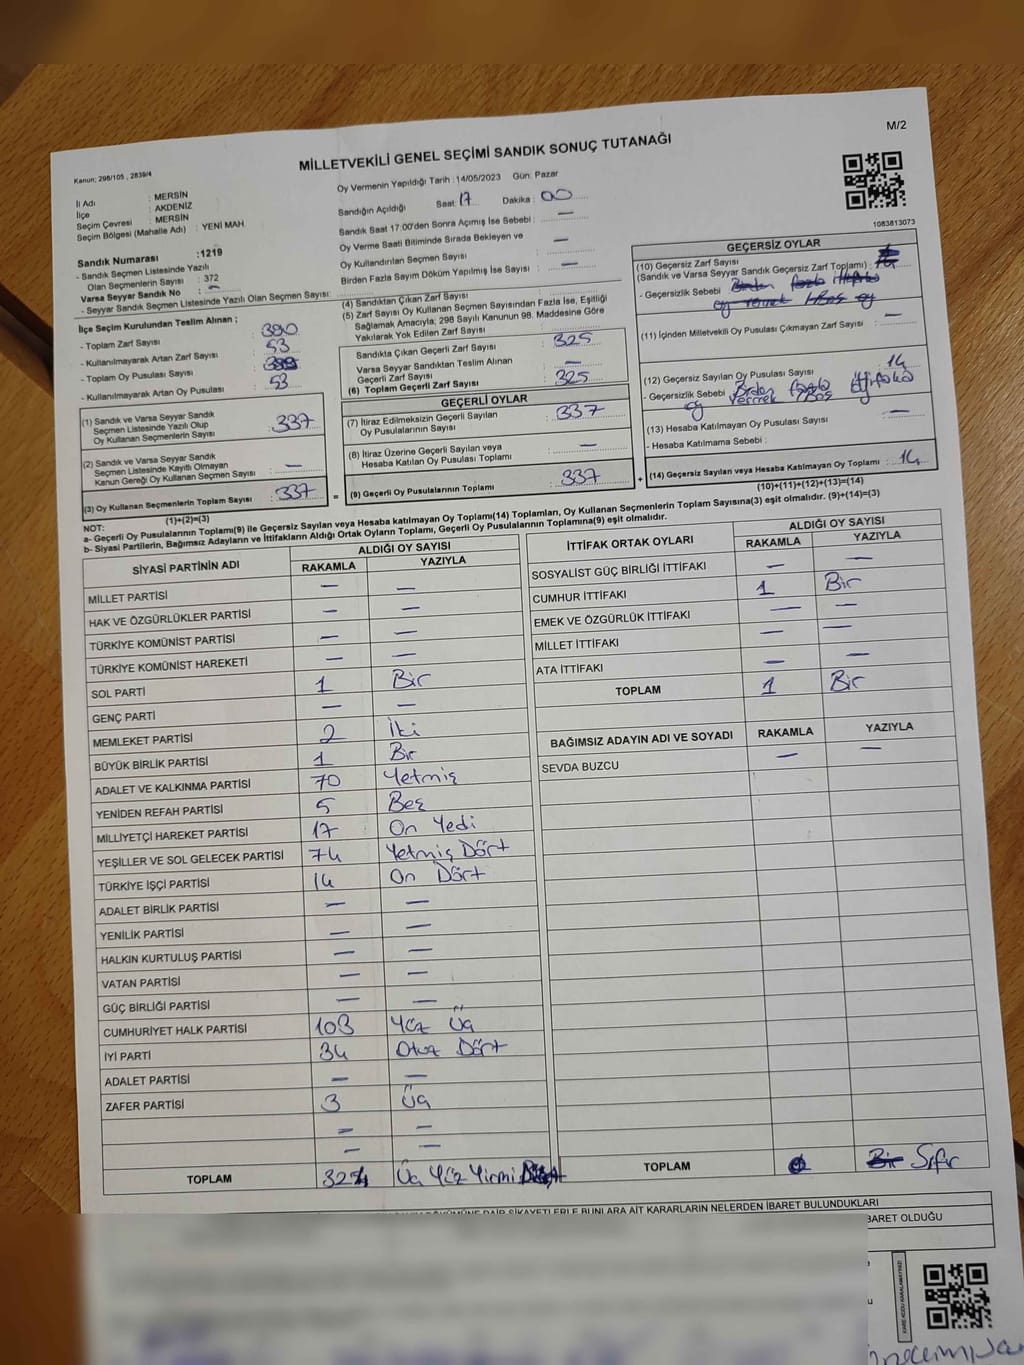 M/2
MİLLETVEKİLİ GENEL SEÇİMİ SANDIK SONUÇ TUTANAĞI
Kanun; 298/105 , 2839/4
İl Adı : MERSİN
İlçe : AKDENİZ
Seçim Çevresi : MERSİN
Seçim Bölgesi (Mahalle Adı) : YENİ MAH
Oy Vermenin Yapıldığı Tarih : 14/05/2023 Gün: Pazar
Sandığın Açıldığı Saat : 17 Dakika : 00
Sandık Saat 17:00'den Sonra Açımış İse Sebebi : —
Oy Verme Saati Bitiminde Sırada Bekleyen ve
Oy Kullandırılan Seçmen Sayısı : —
Birden Fazla Sayım Döküm Yapılmış İse Sayısı : —
1083813073
Sandık Numarası : 1219
- Sandık Seçmen Listesinde Yazılı
Olan Seçmenlerin Sayısı : 372
Varsa Seyyar Sandık No : —
- Seyyar Sandık Seçmen Listesinde Yazılı Olan Seçmen Sayısı:
İlçe Seçim Kurulundan Teslim Alınan ;
- Toplam Zarf Sayısı : 390
- Kullanılmayarak Artan Zarf Sayısı : 53
- Toplam Oy Pusulası Sayısı :
- Kullanılmayarak Artan Oy Pusulası : 53
(1) Sandık ve Varsa Seyyar Sandık
Seçmen Listesinde Yazılı Olup
Oy Kullanan Seçmenlerin Sayısı : 337
(2) Sandık ve Varsa Seyyar Sandık
Seçmen Listesinde Kayıtlı Olmayan
Kanun Gereği Oy Kullanan Seçmen Sayısı : —
(3) Oy Kullanan Seçmenlerin Toplam Sayısı : 337
(1)+(2)=(3)
(4) Sandıktan Çıkan Zarf Sayısı
(5) Zarf Sayısı Oy Kullanan Seçmen Sayısından Fazla İse, Eşitliği
Sağlamak Amacıyla, 298 Sayılı Kanunun 98. Maddesine Göre
Yakılarak Yok Edilen Zarf Sayısı :
Sandıkta Çıkan Geçerli Zarf Sayısı : 325
Varsa Seyyar Sandıktan Teslim Alınan
Geçerli Zarf Sayısı : —
(6) Toplam Geçerli Zarf Sayısı : 325
GEÇERLİ OYLAR
(7) İtiraz Edilmeksizin Geçerli Sayılan
Oy Pusulalarının Sayısı : 337
(8) İtiraz Üzerine Geçerli Sayılan veya
Hesaba Katılan Oy Pusulası Toplamı : —
= (9) Geçerli Oy Pusulalarının Toplamı : 337 +
GEÇERSİZ OYLAR
(10) Geçersiz Zarf Sayısı
(Sandık ve Varsa Seyyar Sandık Geçersiz Zarf Toplamı) :
- Geçersizlik Sebebi :
(11) İçinden Milletvekili Oy Pusulası Çıkmayan Zarf Sayısı : —
(12) Geçersiz Sayılan Oy Pusulası Sayısı : 14
- Geçersizlik Sebebi : Birden fazla ittifaka
oy vermek / Boş
(13) Hesaba Katılmayan Oy Pusulası Sayısı : —
- Hesaba Katılmama Sebebi :
(14) Geçersiz Sayılan veya Hesaba Katılmayan Oy Toplamı : 14
(10)+(11)+(12)+(13)=(14)
NOT:
a- Geçerli Oy Pusulalarının Toplamı(9) ile Geçersiz Sayılan veya Hesaba katılmayan Oy Toplamı(14) Toplamları, Oy Kullanan Seçmenlerin Toplam Sayısına(3) eşit olmalıdır. (9)+(14)=(3)
b- Siyasi Partilerin, Bağımsız Adayların ve İttifakların Aldığı Ortak Oyların Toplamı, Geçerli Oy Pusulalarının Toplamına(9) eşit olmalıdır.
SİYASİ PARTİNİN ADI ALDIĞI OY SAYISI
RAKAMLA YAZIYLA
MİLLET PARTİSİ — —
HAK VE ÖZGÜRLÜKLER PARTİSİ — —
TÜRKİYE KOMÜNİST PARTİSİ — —
TÜRKİYE KOMÜNİST HAREKETİ — —
SOL PARTİ 1 Bir
GENÇ PARTİ — —
MEMLEKET PARTİSİ 2 İki
BÜYÜK BİRLİK PARTİSİ 1 Bir
ADALET VE KALKINMA PARTİSİ 70 Yetmiş
YENİDEN REFAH PARTİSİ 5 Beş
MİLLİYETÇİ HAREKET PARTİSİ 17 On Yedi
YEŞİLLER VE SOL GELECEK PARTİSİ 74 Yetmiş Dört
TÜRKİYE İŞÇİ PARTİSİ 14 On Dört
ADALET BİRLİK PARTİSİ — —
YENİLİK PARTİSİ — —
HALKIN KURTULUŞ PARTİSİ — —
VATAN PARTİSİ — —
GÜÇ BİRLİĞİ PARTİSİ — —
CUMHURİYET HALK PARTİSİ 103 Yüz Üç
İYİ PARTİ 34 Otuz Dört
ADALET PARTİSİ — —
ZAFER PARTİSİ 3 Üç
— —
— —
TOPLAM Üç Yüz Yirmi
İTTİFAK ORTAK OYLARI ALDIĞI OY SAYISI
RAKAMLA YAZIYLA
SOSYALİST GÜÇ BİRLİĞİ İTTİFAKI — —
CUMHUR İTTİFAKI 1 Bir
EMEK VE ÖZGÜRLÜK İTTİFAKI — —
MİLLET İTTİFAKI — —
ATA İTTİFAKI — —
TOPLAM 1 Bir
BAĞIMSIZ ADAYIN ADI VE SOYADI RAKAMLA YAZIYLA
SEVDA BUZCU — —
TOPLAM Sıfır
DÖKÜMÜNE DAİR ŞİKAYETLERLE BUNLARA AİT KARARLARIN NELERDEN İBARET BULUNDUKLARI
BARET OLDUĞU